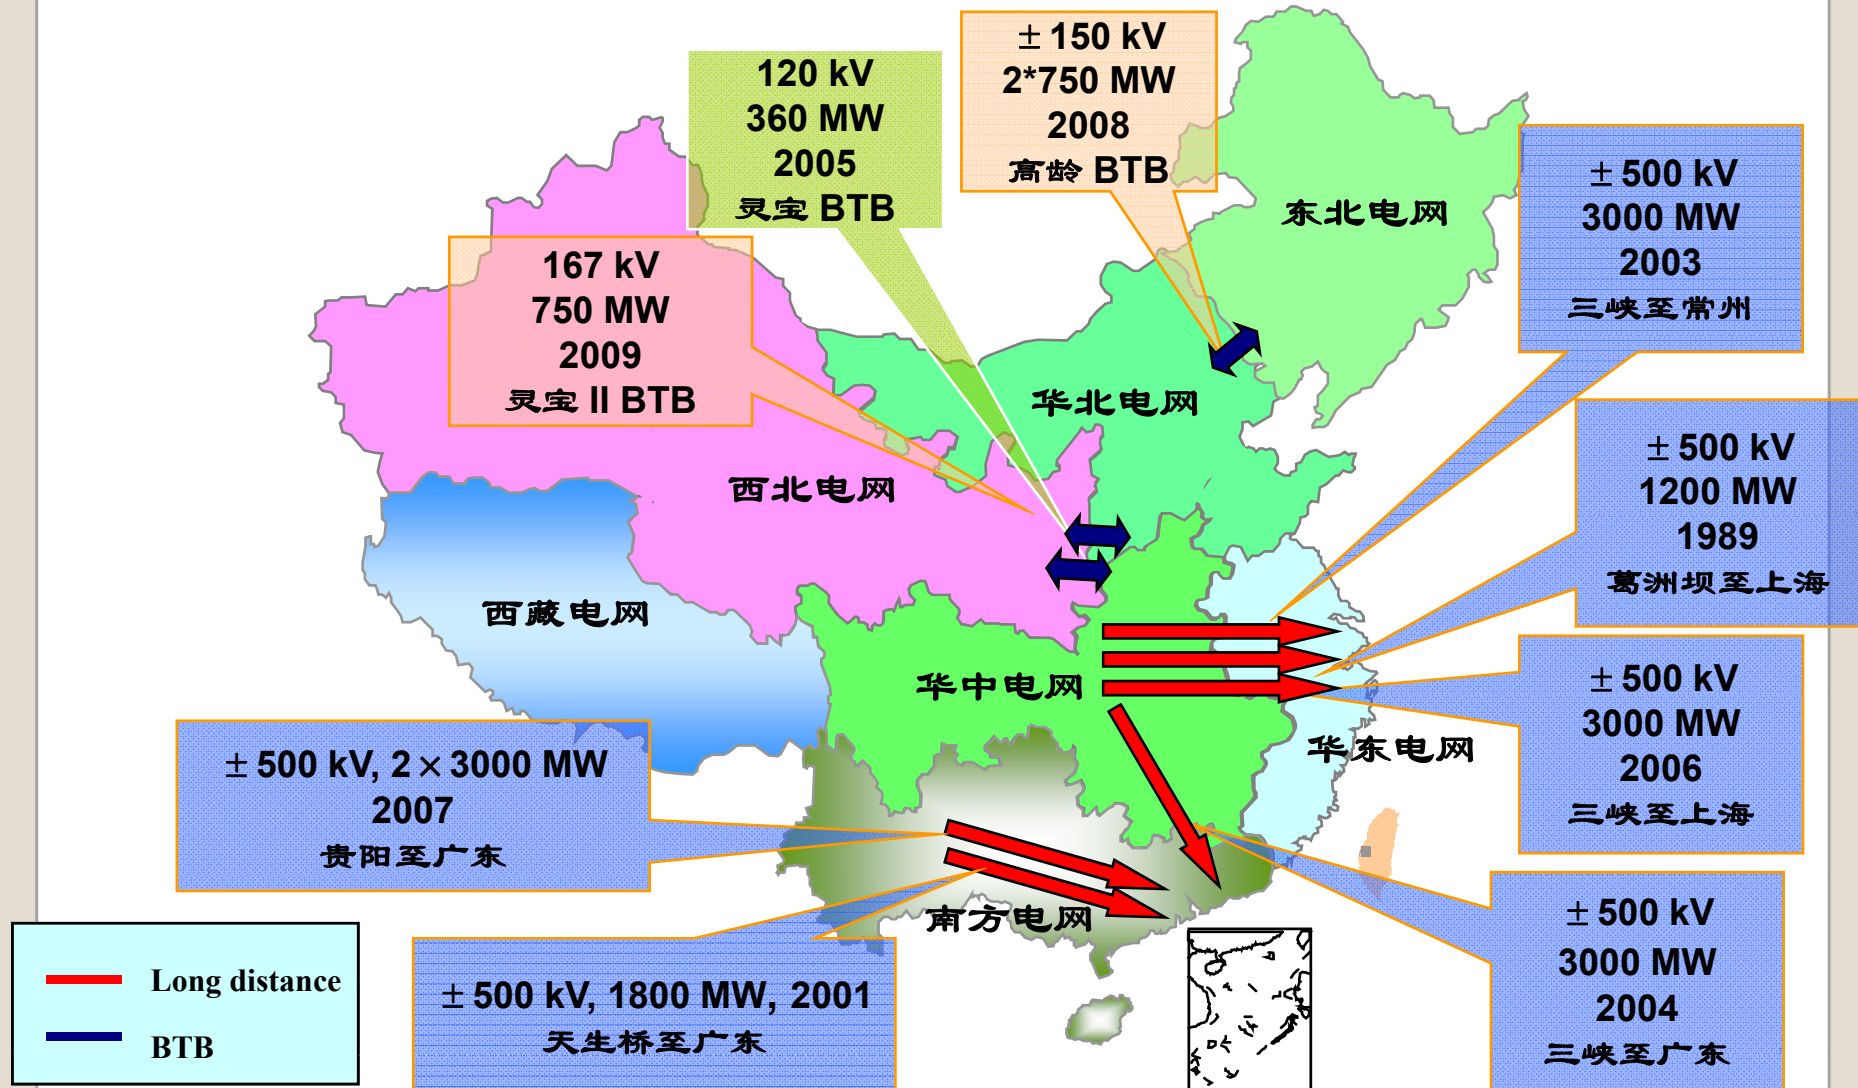 ± 150 kV
2*750 MW
2008
高龄 BTB
120 kV
360 MW
2005
灵宝 BTB
167 kV
750 MW
2009
灵宝 II BTB
± 500 kV
3000 MW
2003
三峡至常州
± 500 kV
1200 MW
1989
葛洲坝至上海
± 500 kV
3000 MW
2006
三峡至上海
± 500 kV
3000 MW
2004
三峡至广东
± 500 kV, 2 × 3000 MW
2007
贵阳至广东
± 500 kV, 1800 MW, 2001
天生桥至广东
东北电网
华北电网
西北电网
西藏电网
华中电网
华东电网
南方电网
Long distance
BTB